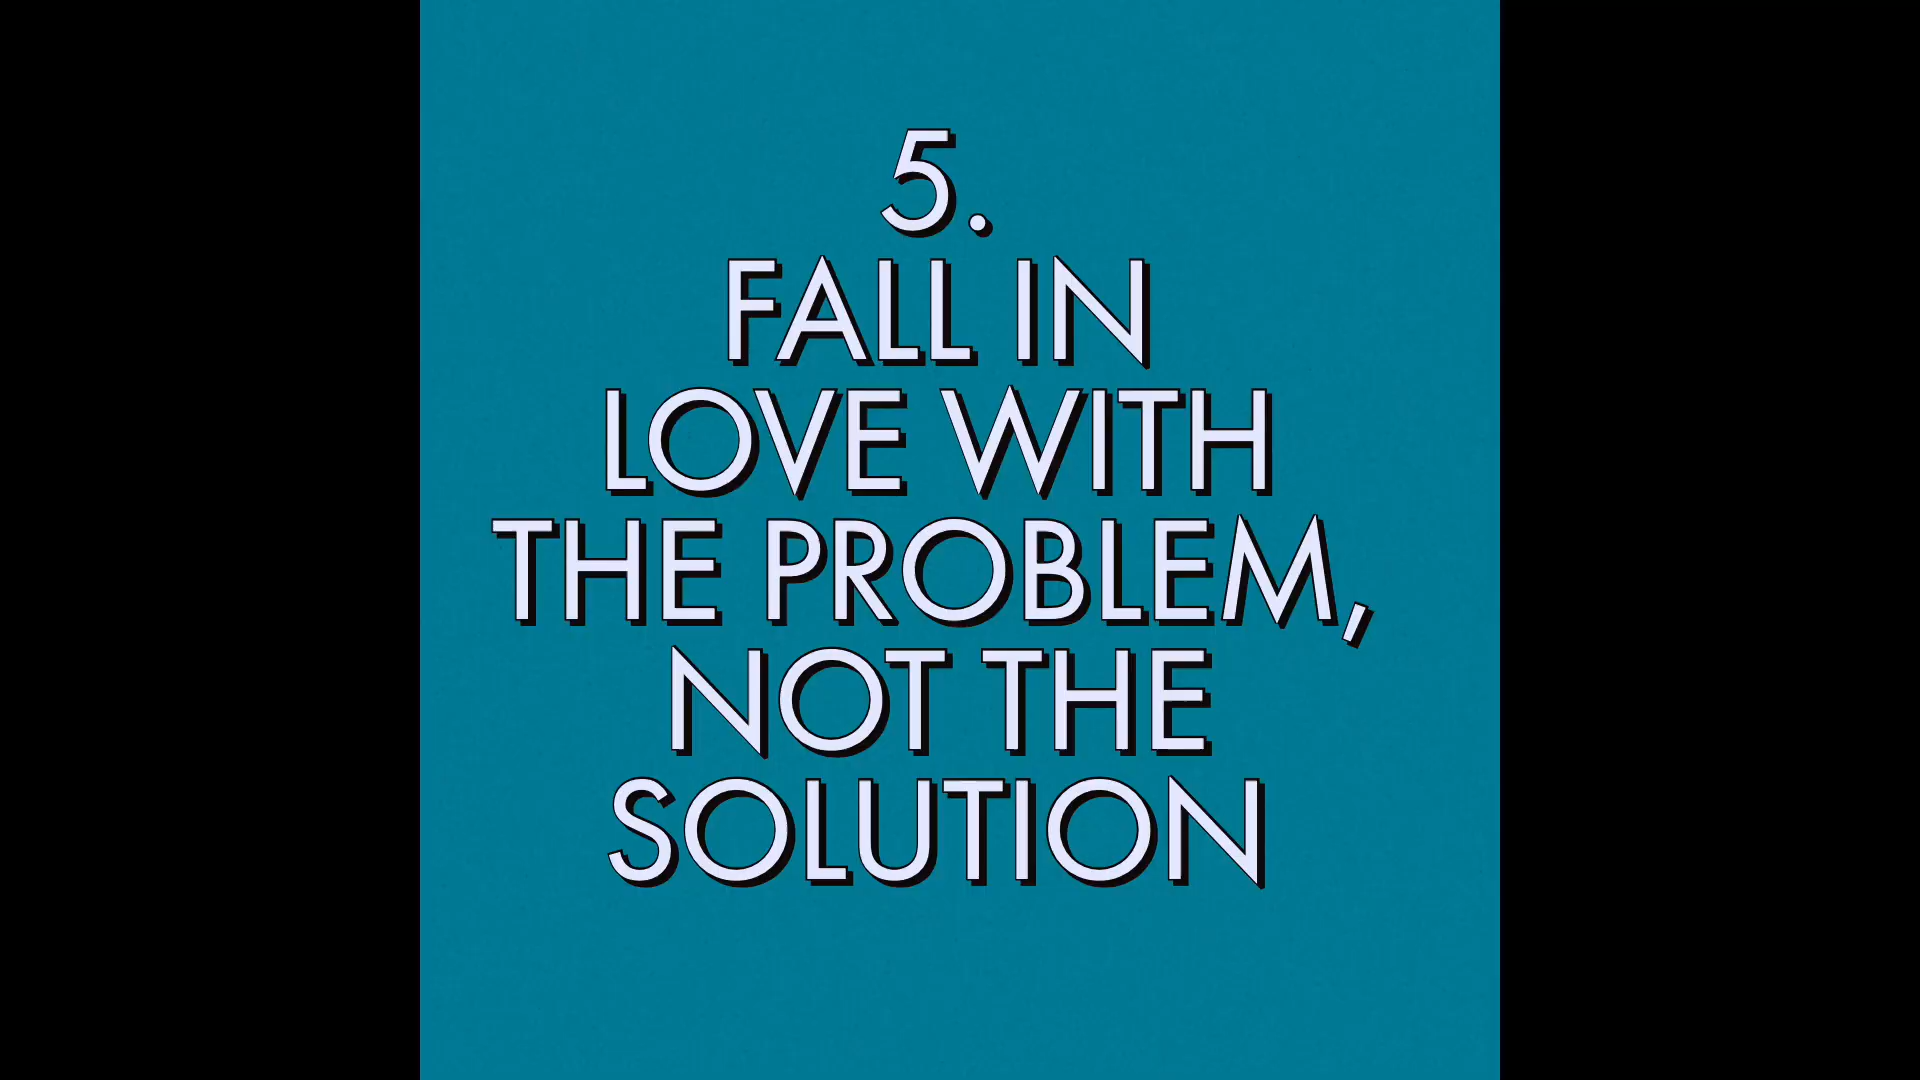 5.
FALL IN
LOVE WITH
THE PROBLEM,
NOT THE
SOLUTION